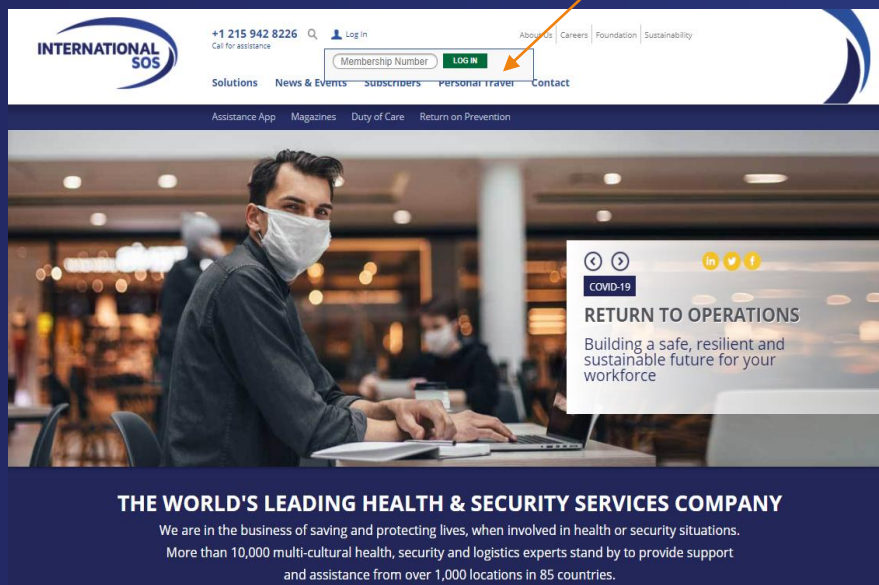 INTERNATIONAL
SOS
+1 215 942 8226
Log In
Call for assistance
About Us
Careers
Foundation
Sustainability
Membership Number
LOG IN
Solutions
News & Events
Subscribers
Personal Travel
Contact
Assistance App
Magazines
Duty of Care
Return on Prevention
in
f
COVID-19
RETURN TO OPERATIONS
Building a safe, resilient and
sustainable future for your
workforce
THE WORLD'S LEADING HEALTH & SECURITY SERVICES COMPANY
We are in the business of saving and protecting lives, when involved in health or security situations.
More than 10,000 multi-cultural health, security and logistics experts stand by to provide support
and assistance from over 1,000 locations in 85 countries.